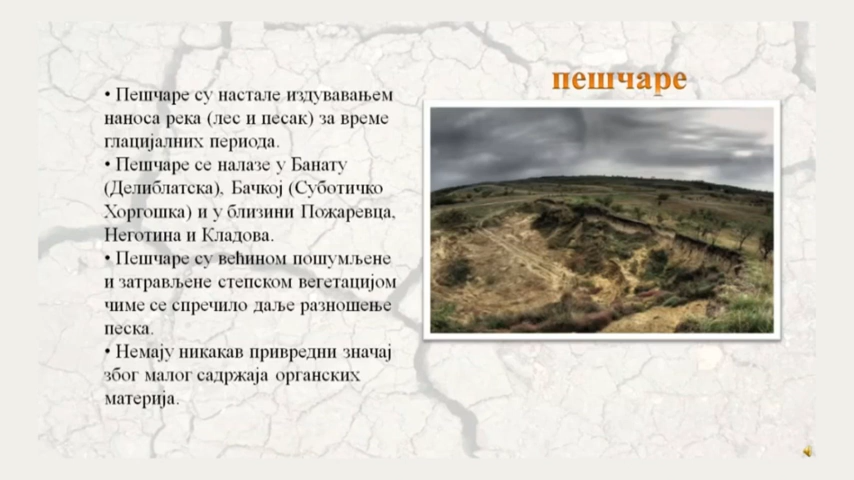 пешчаре
• Пешчаре су настале издувавањем
наноса река (лес и песак) за време
глацијалних периода.
• Пешчаре се налазе у Банату
(Делиблатска), Бачкој (Суботичко
Хоргошка) и у близини Пожаревца,
Неготина и Кладова.
• Пешчаре су већином пошумљене
и затрављене степском вегетацијом
чиме се спречило даље разношење
песка.
• Немају никакав привредни значај
због малог садржаја органских
материја.